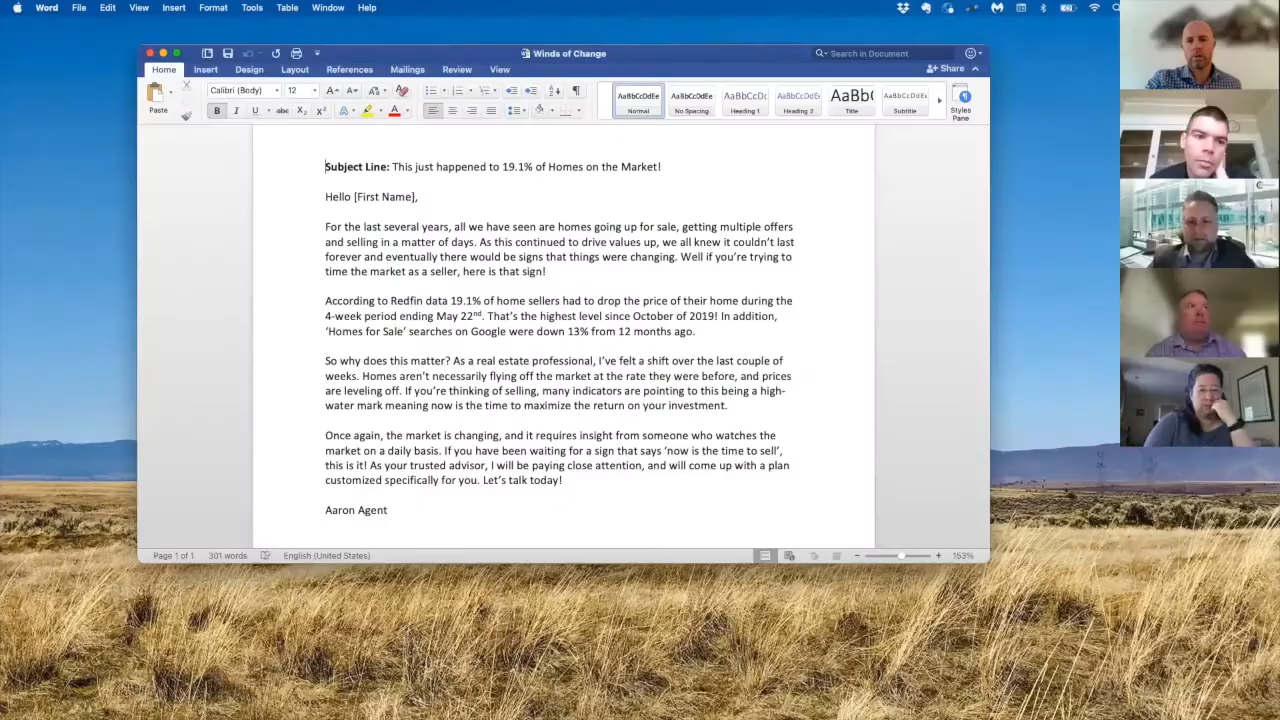 Word File Edit View Insert Format Tools Table Window Help
Winds of Change
Search in Document
Home Insert Design Layout References Mailings Review View
Share
Paste
Calibri (Body) 12
B I U abc X₂ X²
AaBbCcDdEe AaBbCcDdEe AaBbCcDc AaBbCcDdEe AaBbC AaBbCcDdEe
Normal No Spacing Heading 1 Heading 2 Title Subtitle
Styles
Pane
Subject Line: This just happened to 19.1% of Homes on the Market!
Hello [First Name],
For the last several years, all we have seen are homes going up for sale, getting multiple offers
and selling in a matter of days. As this continued to drive values up, we all knew it couldn’t last
forever and eventually there would be signs that things were changing. Well if you’re trying to
time the market as a seller, here is that sign!
According to Redfin data 19.1% of home sellers had to drop the price of their home during the
4-week period ending May 22nd. That’s the highest level since October of 2019! In addition,
‘Homes for Sale’ searches on Google were down 13% from 12 months ago.
So why does this matter? As a real estate professional, I’ve felt a shift over the last couple of
weeks. Homes aren’t necessarily flying off the market at the rate they were before, and prices
are leveling off. If you’re thinking of selling, many indicators are pointing to this being a high-
water mark meaning now is the time to maximize the return on your investment.
Once again, the market is changing, and it requires insight from someone who watches the
market on a daily basis. If you have been waiting for a sign that says ‘now is the time to sell’,
this is it! As your trusted advisor, I will be paying close attention, and will come up with a plan
customized specifically for you. Let’s talk today!
Aaron Agent
Page 1 of 1 301 words English (United States) 153%